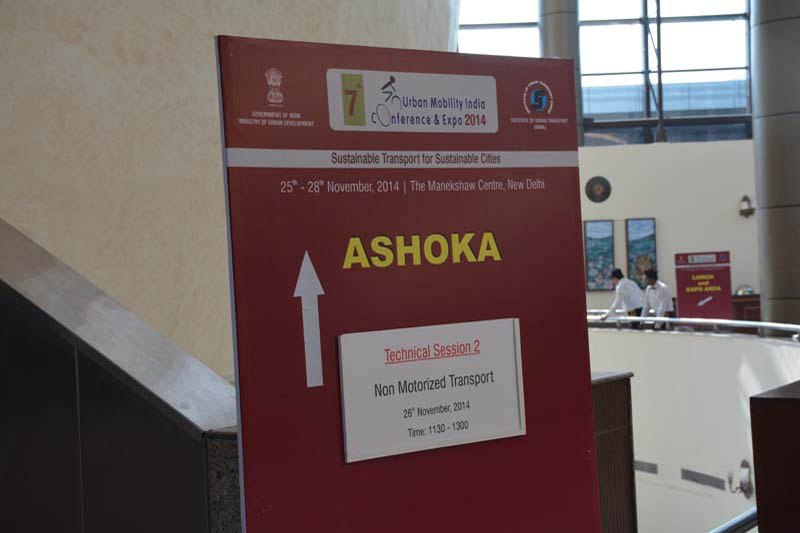 7th
Urban Mobility India
Conference & Expo 2014
GOVERNMENT OF INDIA
MINISTRY OF URBAN DEVELOPMENT
INSTITUTE OF URBAN TRANSPORT
(INDIA)
Sustainable Transport for Sustainable Cities
25th - 28th November, 2014 | The Manekshaw Centre, New Delhi
ASHOKA
Technical Session 2
Non Motorized Transport
26th November, 2014
Time: 1130 - 1300
LUNCH
and
EXPO AREA